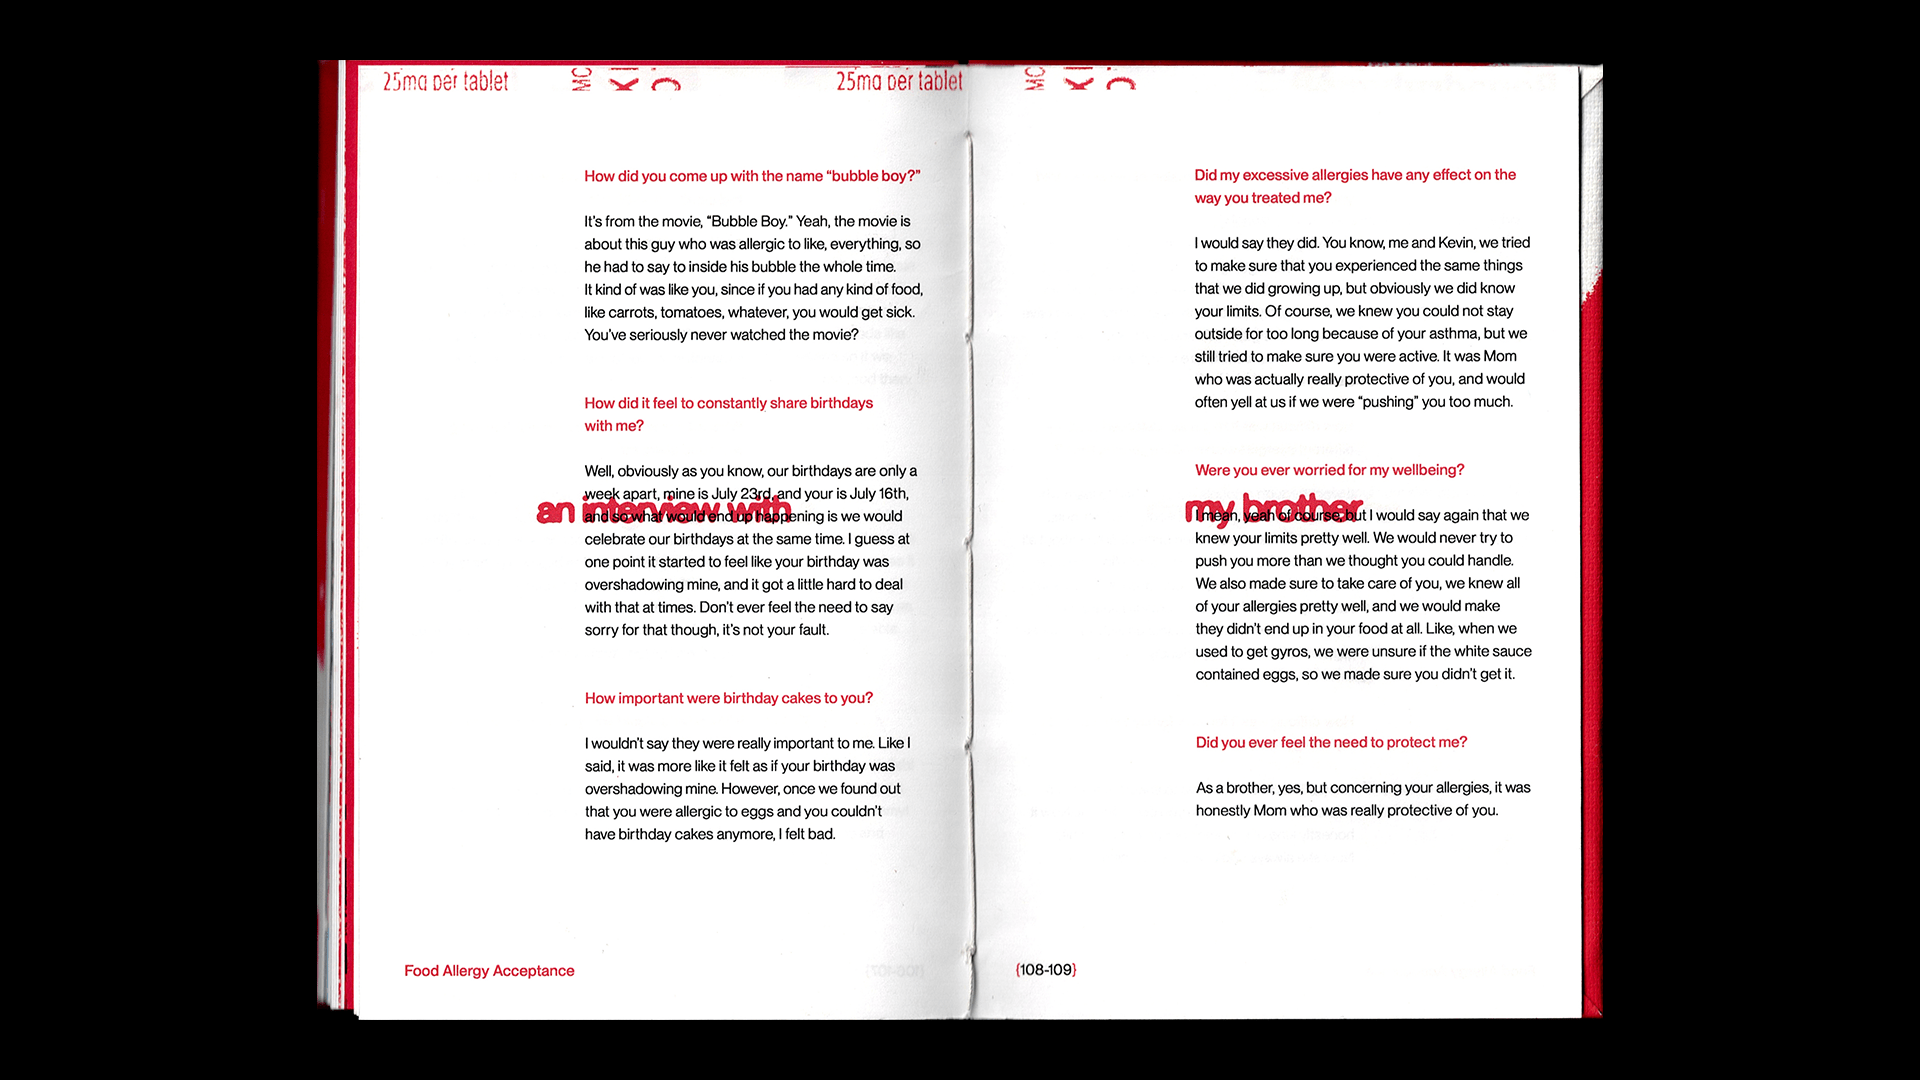 25mg per tablet
25mg per tablet
How did you come up with the name “bubble boy?”
It’s from the movie, “Bubble Boy.” Yeah, the movie is
about this guy who was allergic to like, everything, so
he had to say to inside his bubble the whole time.
It kind of was like you, since if you had any kind of food,
like carrots, tomatoes, whatever, you would get sick.
You’ve seriously never watched the movie?
How did it feel to constantly share birthdays
with me?
Well, obviously as you know, our birthdays are only a
week apart, mine is July 23rd, and your is July 16th,
an interview with
and so what would end up happening is we would
celebrate our birthdays at the same time. I guess at
one point it started to feel like your birthday was
overshadowing mine, and it got a little hard to deal
with that at times. Don’t ever feel the need to say
sorry for that though, it’s not your fault.
How important were birthday cakes to you?
I wouldn’t say they were really important to me. Like I
said, it was more like it felt as if your birthday was
overshadowing mine. However, once we found out
that you were allergic to eggs and you couldn’t
have birthday cakes anymore, I felt bad.
Food Allergy Acceptance
Did my excessive allergies have any effect on the
way you treated me?
I would say they did. You know, me and Kevin, we tried
to make sure that you experienced the same things
that we did growing up, but obviously we did know
your limits. Of course, we knew you could not stay
outside for too long because of your asthma, but we
still tried to make sure you were active. It was Mom
who was actually really protective of you, and would
often yell at us if we were “pushing” you too much.
Were you ever worried for my wellbeing?
my brother
I mean, yeah of course, but I would say again that we
knew your limits pretty well. We would never try to
push you more than we thought you could handle.
We also made sure to take care of you, we knew all
of your allergies pretty well, and we would make
they didn’t end up in your food at all. Like, when we
used to get gyros, we were unsure if the white sauce
contained eggs, so we made sure you didn’t get it.
Did you ever feel the need to protect me?
As a brother, yes, but concerning your allergies, it was
honestly Mom who was really protective of you.
{108-109}